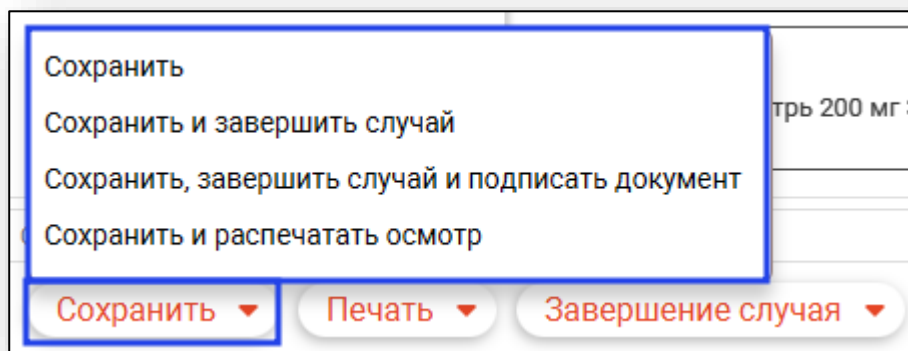 Сохранить
Сохранить и завершить случай
трь 200 мг
Сохранить, завершить случай и подписать документ
Сохранить и распечатать осмотр
Сохранить
Печать
Завершение случая